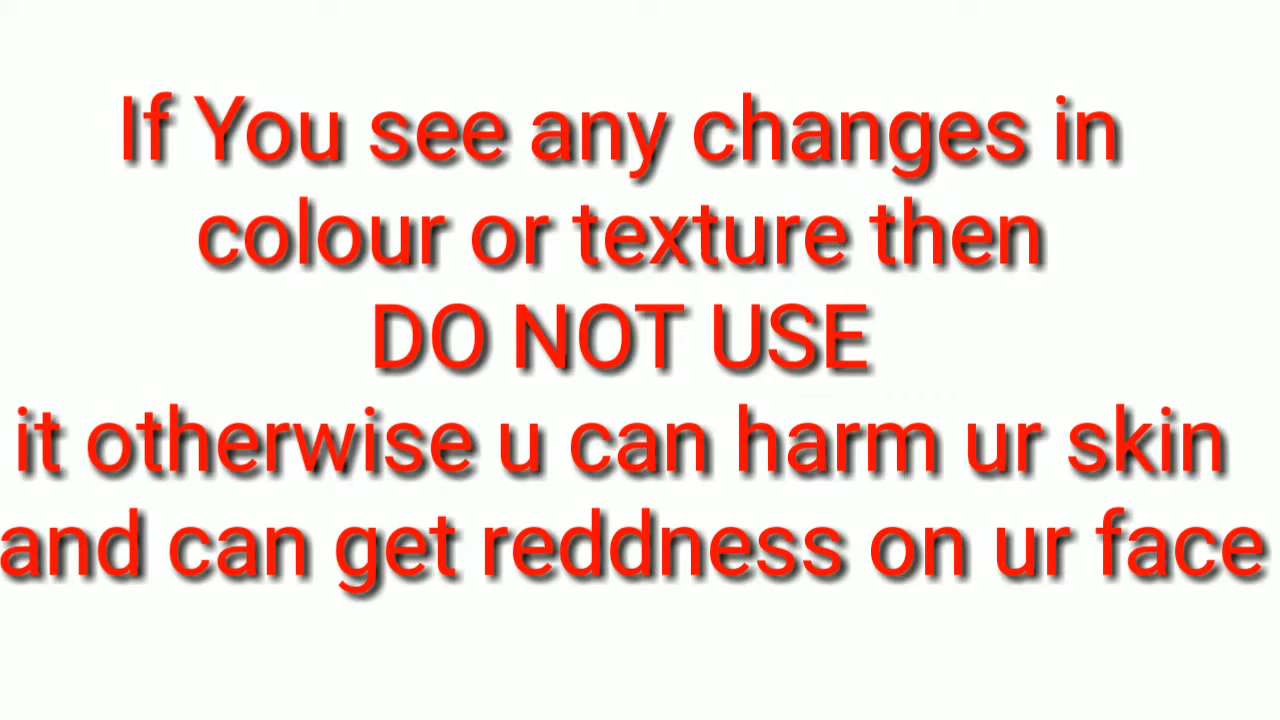 If You see any changes in
colour or texture then
DO NOT USE
it otherwise u can harm ur skin
and can get reddness on ur face